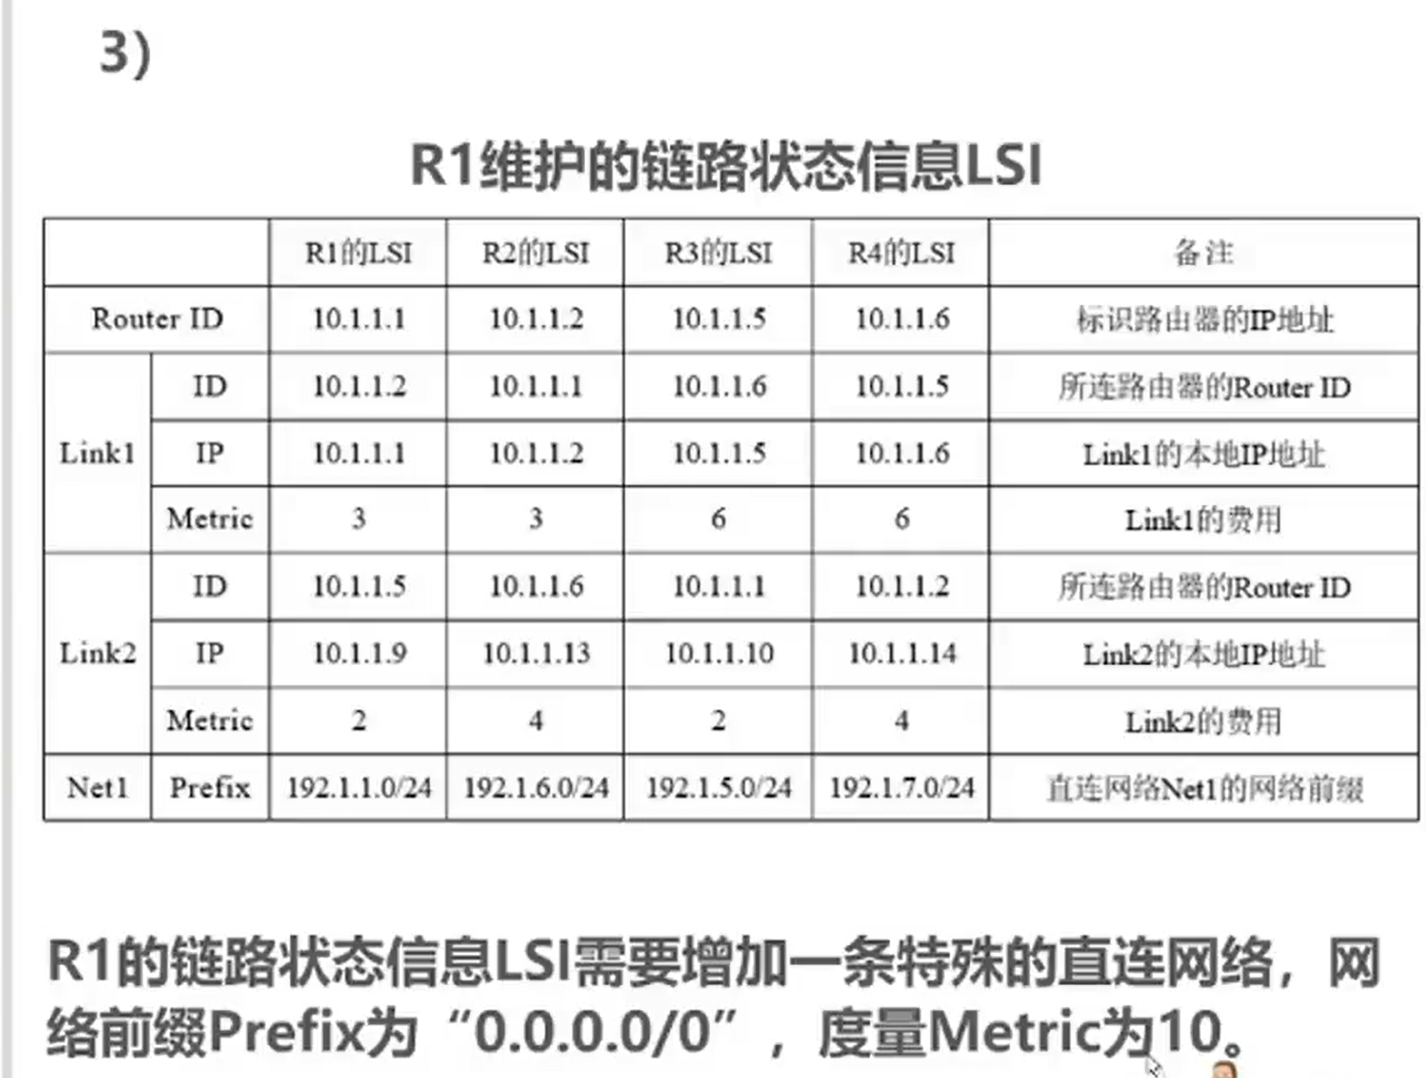 3)
R1维护的链路状态信息LSI
R1的LSI R2的LSI R3的LSI R4的LSI 备注
Router ID 10.1.1.1 10.1.1.2 10.1.1.5 10.1.1.6 标识路由器的IP地址
Link1 ID 10.1.1.2 10.1.1.1 10.1.1.6 10.1.1.5 所连路由器的Router ID
IP 10.1.1.1 10.1.1.2 10.1.1.5 10.1.1.6 Link1的本地IP地址
Metric 3 3 6 6 Link1的费用
Link2 ID 10.1.1.5 10.1.1.6 10.1.1.1 10.1.1.2 所连路由器的Router ID
IP 10.1.1.9 10.1.1.13 10.1.1.10 10.1.1.14 Link2的本地IP地址
Metric 2 4 2 4 Link2的费用
Net1 Prefix 192.1.1.0/24 192.1.6.0/24 192.1.5.0/24 192.1.7.0/24 直连网络Net1的网络前缀
R1的链路状态信息LSI需要增加一条特殊的直连网络，网
络前缀Prefix为“0.0.0.0/0”，度量Metric为10。